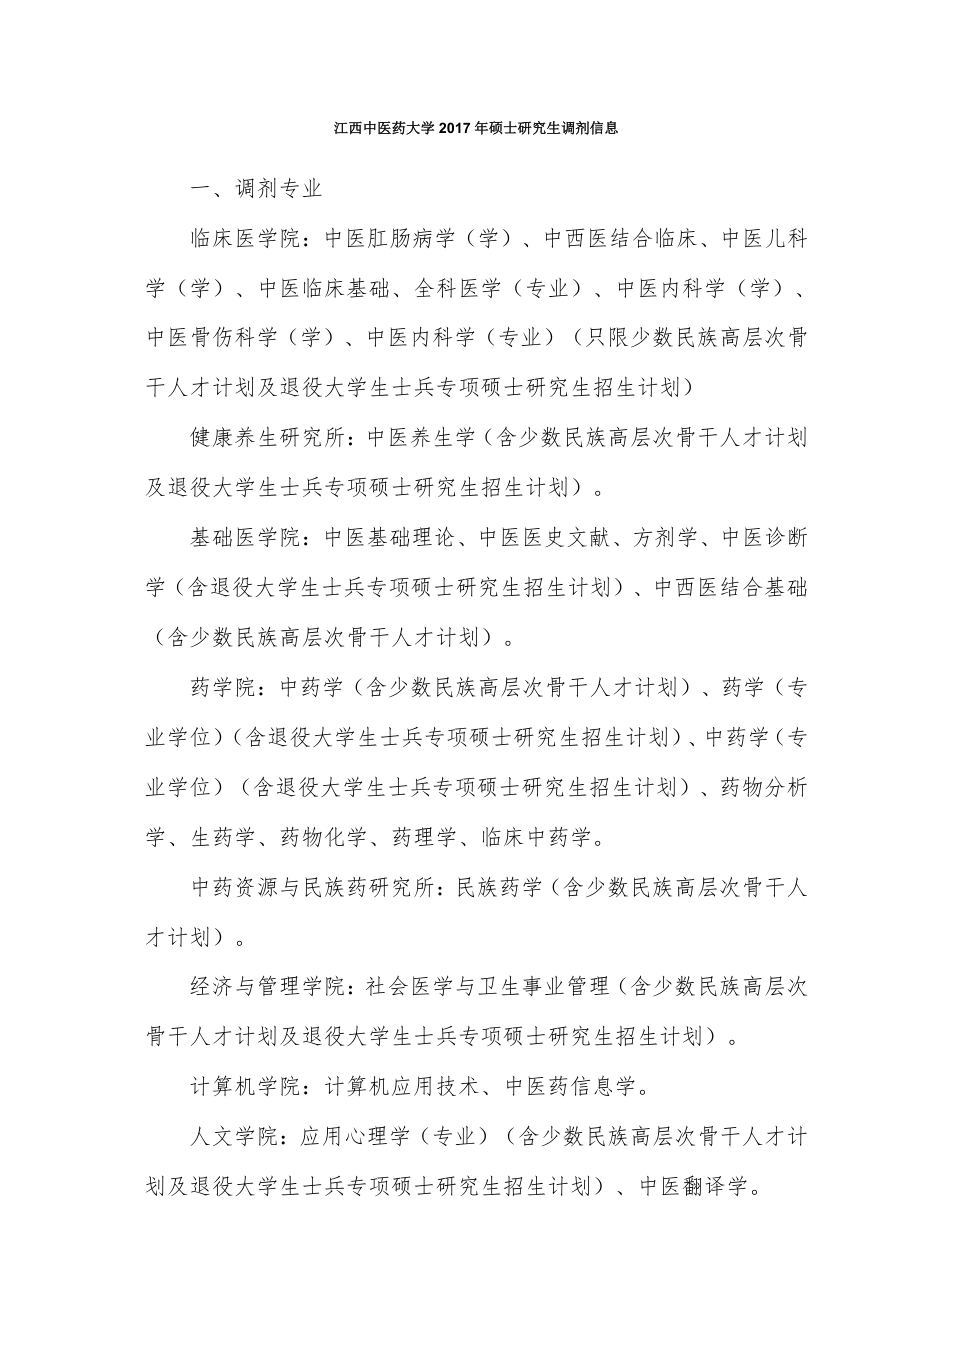 江西中医药大学 2017 年硕士研究生调剂信息
一、调剂专业
临床医学院：中医肛肠病学（学）、中西医结合临床、中医儿科
学（学）、中医临床基础、全科医学（专业）、中医内科学（学）、
中医骨伤科学（学）、中医内科学（专业）（只限少数民族高层次骨
干人才计划及退役大学生士兵专项硕士研究生招生计划）
健康养生研究所：中医养生学（含少数民族高层次骨干人才计划
及退役大学生士兵专项硕士研究生招生计划）。
基础医学院：中医基础理论、中医医史文献、方剂学、中医诊断
学（含退役大学生士兵专项硕士研究生招生计划）、中西医结合基础
（含少数民族高层次骨干人才计划）。
药学院：中药学（含少数民族高层次骨干人才计划）、药学（专
业学位）（含退役大学生士兵专项硕士研究生招生计划）、中药学（专
业学位）（含退役大学生士兵专项硕士研究生招生计划）、药物分析
学、生药学、药物化学、药理学、临床中药学。
中药资源与民族药研究所：民族药学（含少数民族高层次骨干人
才计划）。
经济与管理学院：社会医学与卫生事业管理（含少数民族高层次
骨干人才计划及退役大学生士兵专项硕士研究生招生计划）。
计算机学院：计算机应用技术、中医药信息学。
人文学院：应用心理学（专业）（含少数民族高层次骨干人才计
划及退役大学生士兵专项硕士研究生招生计划）、中医翻译学。